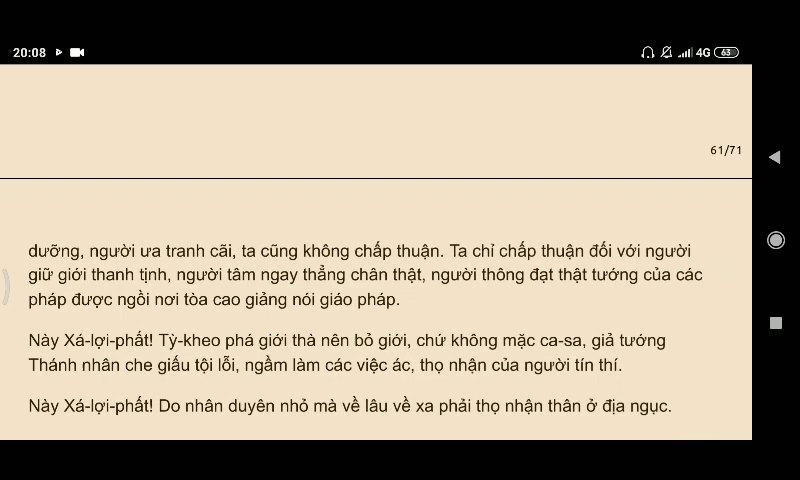 20:08
4G 63
61/71
dưỡng, người ưa tranh cãi, ta cũng không chấp thuận. Ta chỉ chấp thuận đối với người
giữ giới thanh tịnh, người tâm ngay thẳng chân thật, người thông đạt thật tướng của các
pháp được ngồi nơi tòa cao giảng nói giáo pháp.
Này Xá-lợi-phất! Tỳ-kheo phá giới thà nên bỏ giới, chứ không mặc ca-sa, giả tướng
Thánh nhân che giấu tội lỗi, ngầm làm các việc ác, thọ nhận của người tín thí.
Này Xá-lợi-phất! Do nhân duyên nhỏ mà về lâu về xa phải thọ nhận thân ở địa ngục.